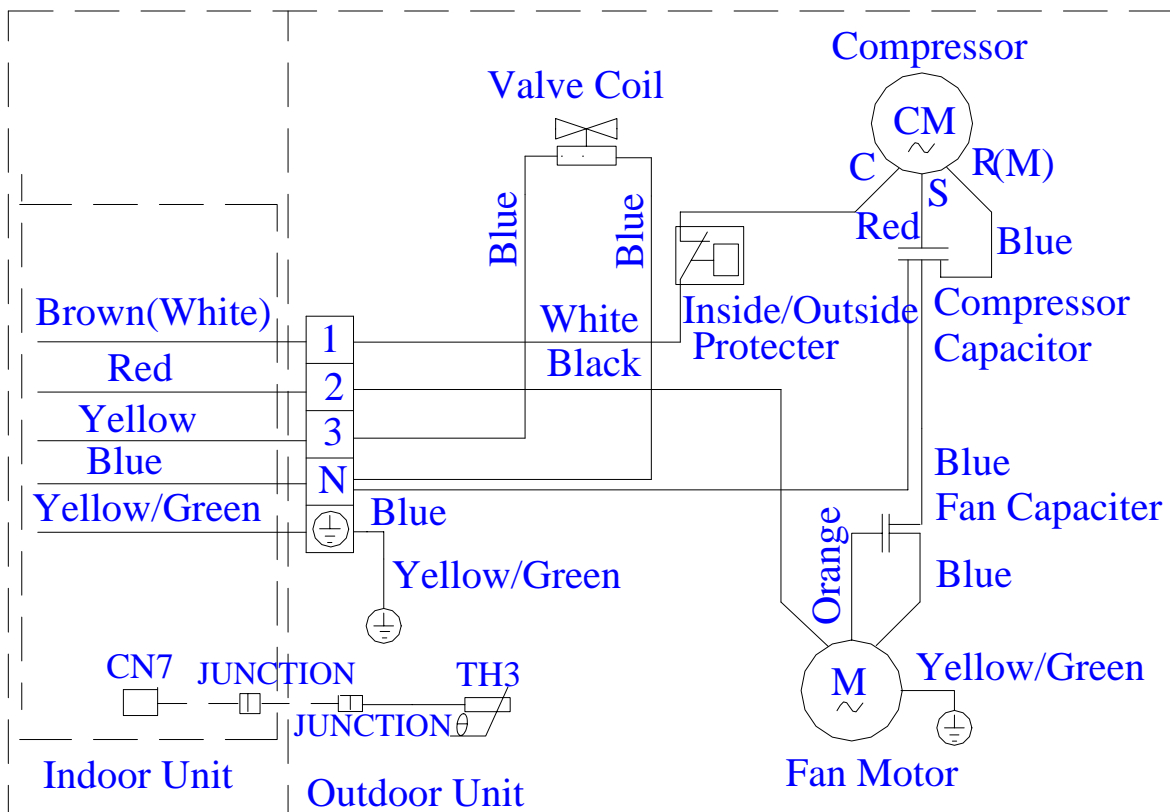 Compressor
Valve Coil
CM
C
R(M)
S
Blue
Blue
Red
Blue
Brown(White)
1
White
Inside/Outside
Protecter
Compressor
Capacitor
Red
2
Black
Yellow
3
Blue
N
Blue
Yellow/Green
Blue
Fan Capaciter
Orange
Yellow/Green
Blue
CN7
JUNCTION
TH3
JUNCTION
θ
M
Yellow/Green
Indoor Unit
Outdoor Unit
Fan Motor